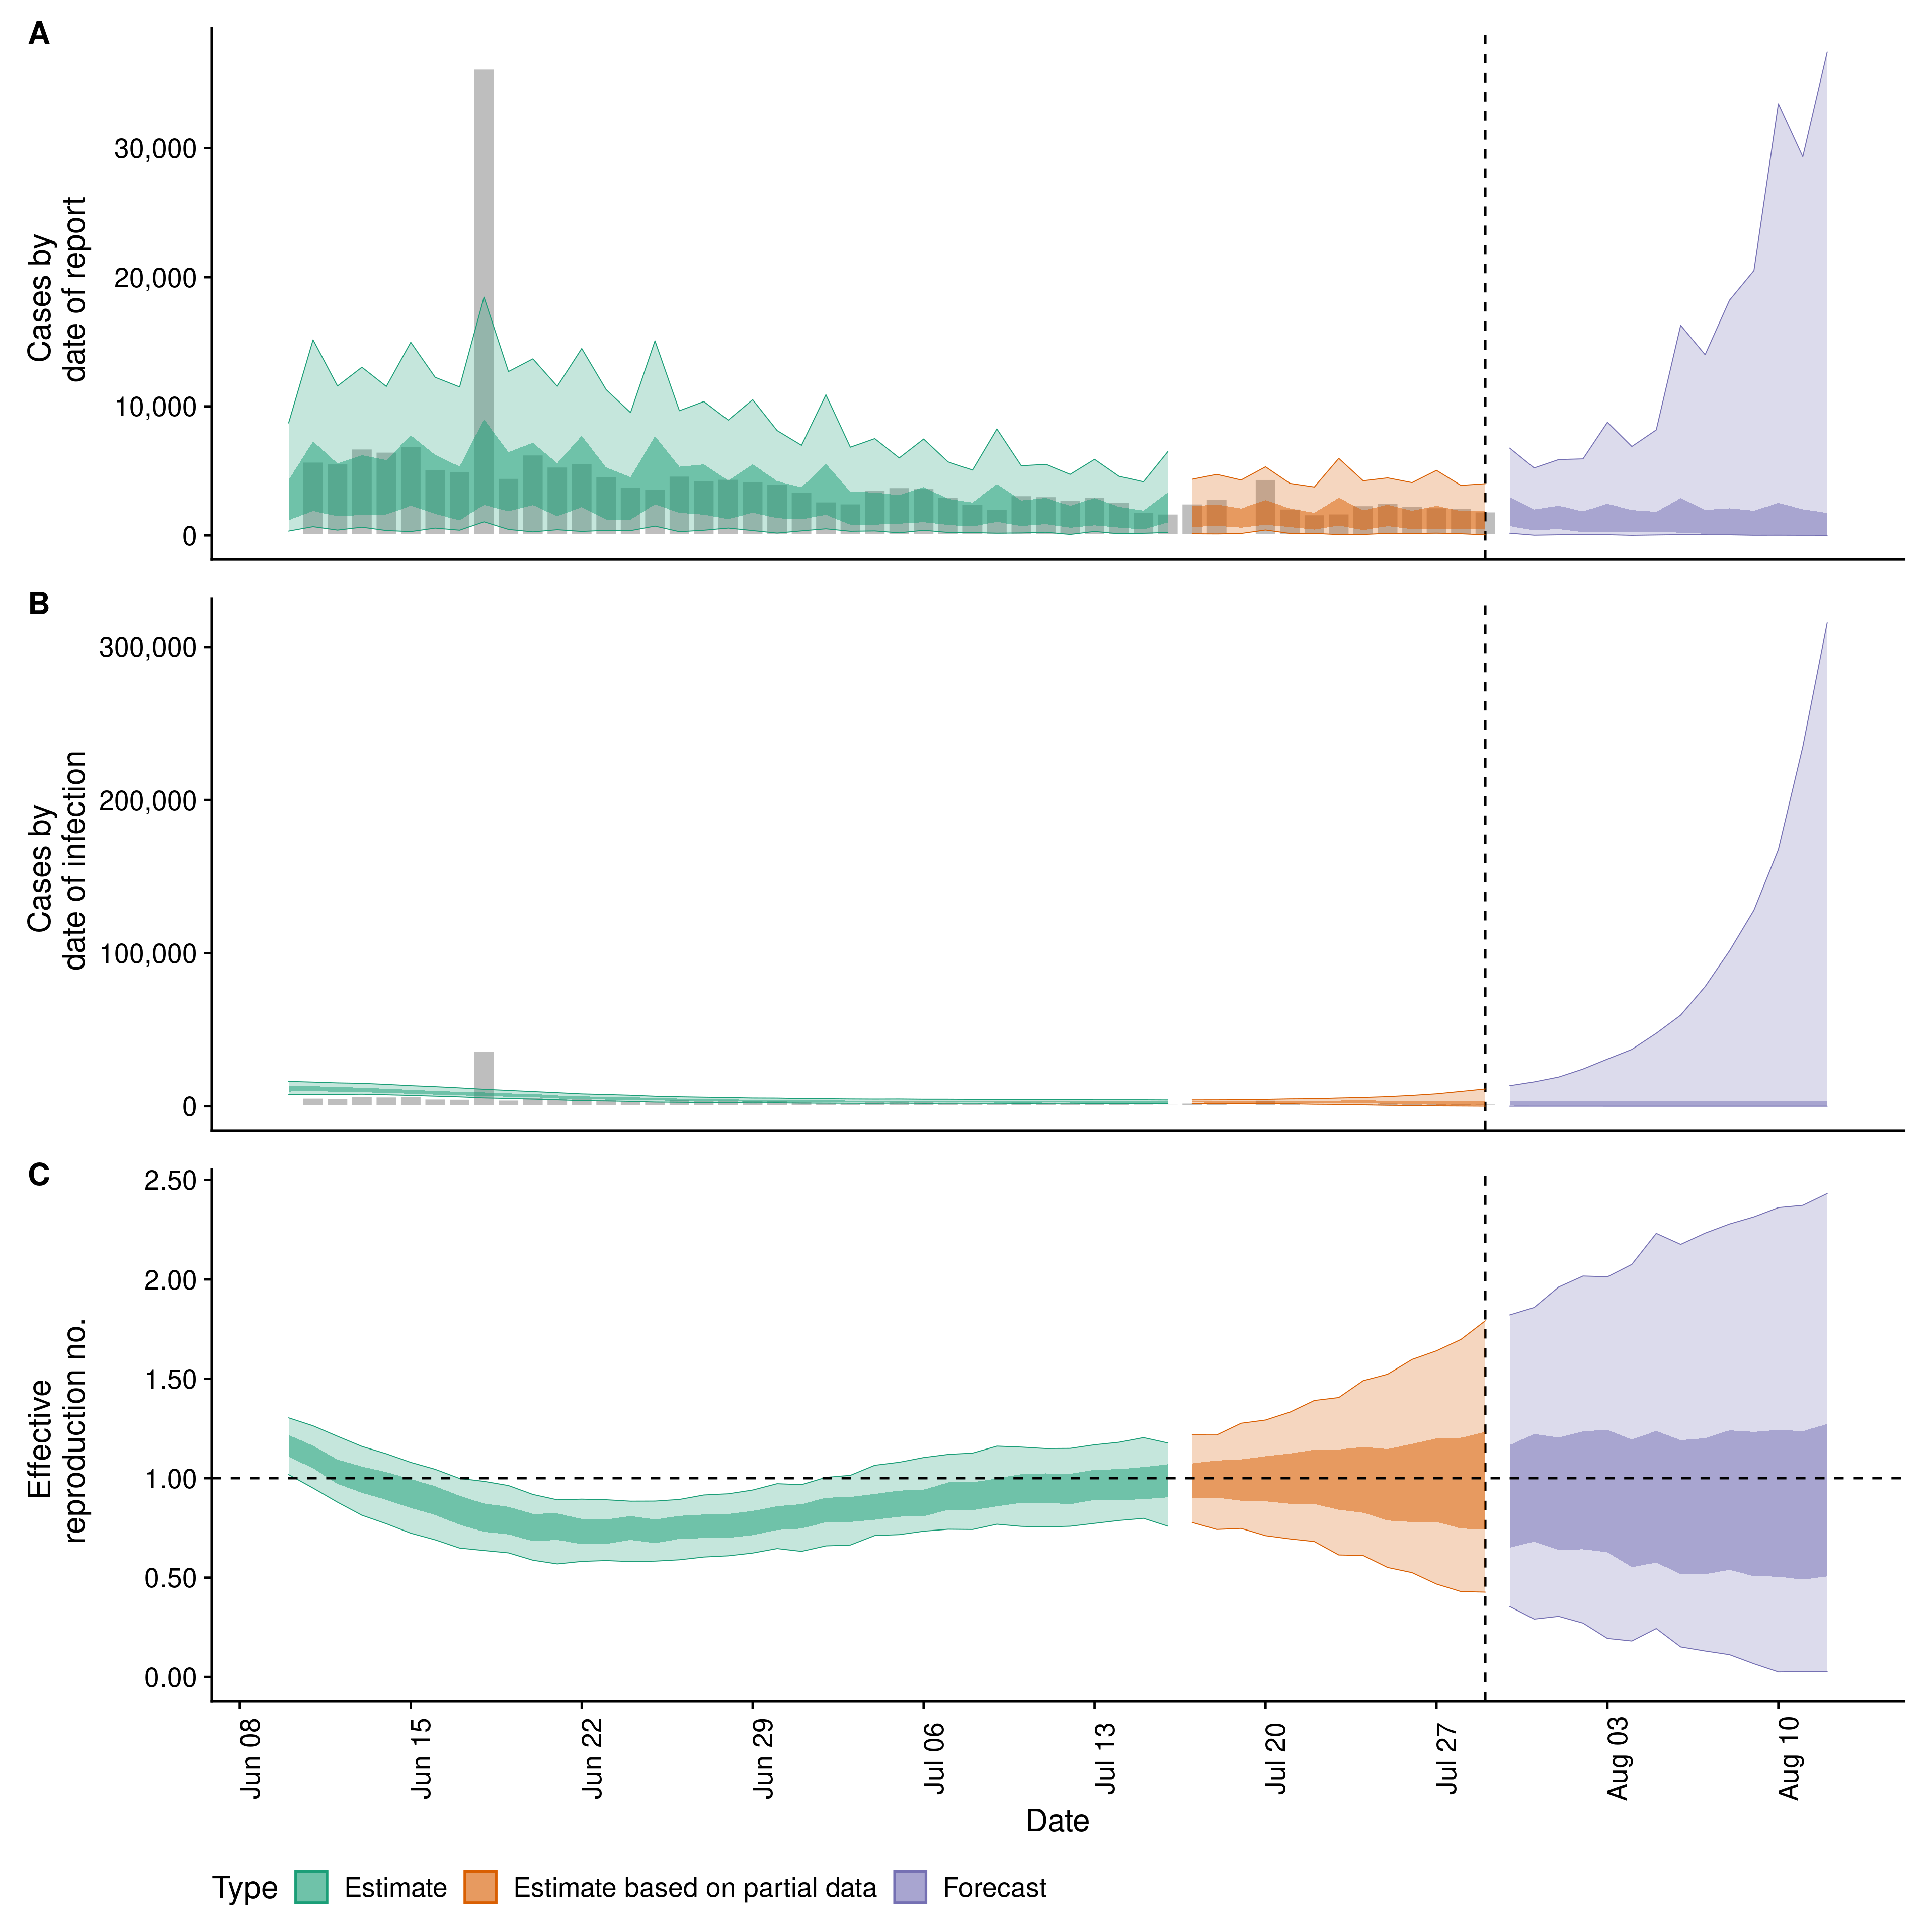 A
Cases by
date of report
30,000
20,000
10,000
0
B
Cases by
date of infection
300,000
200,000
100,000
0
C
Effective
reproduction no.
2.50
2.00
1.50
1.00
0.50
0.00
Jun 08
Jun 15
Jun 22
Jun 29
Jul 06
Jul 13
Jul 20
Jul 27
Aug 03
Aug 10
Date
Type Estimate Estimate based on partial data Forecast